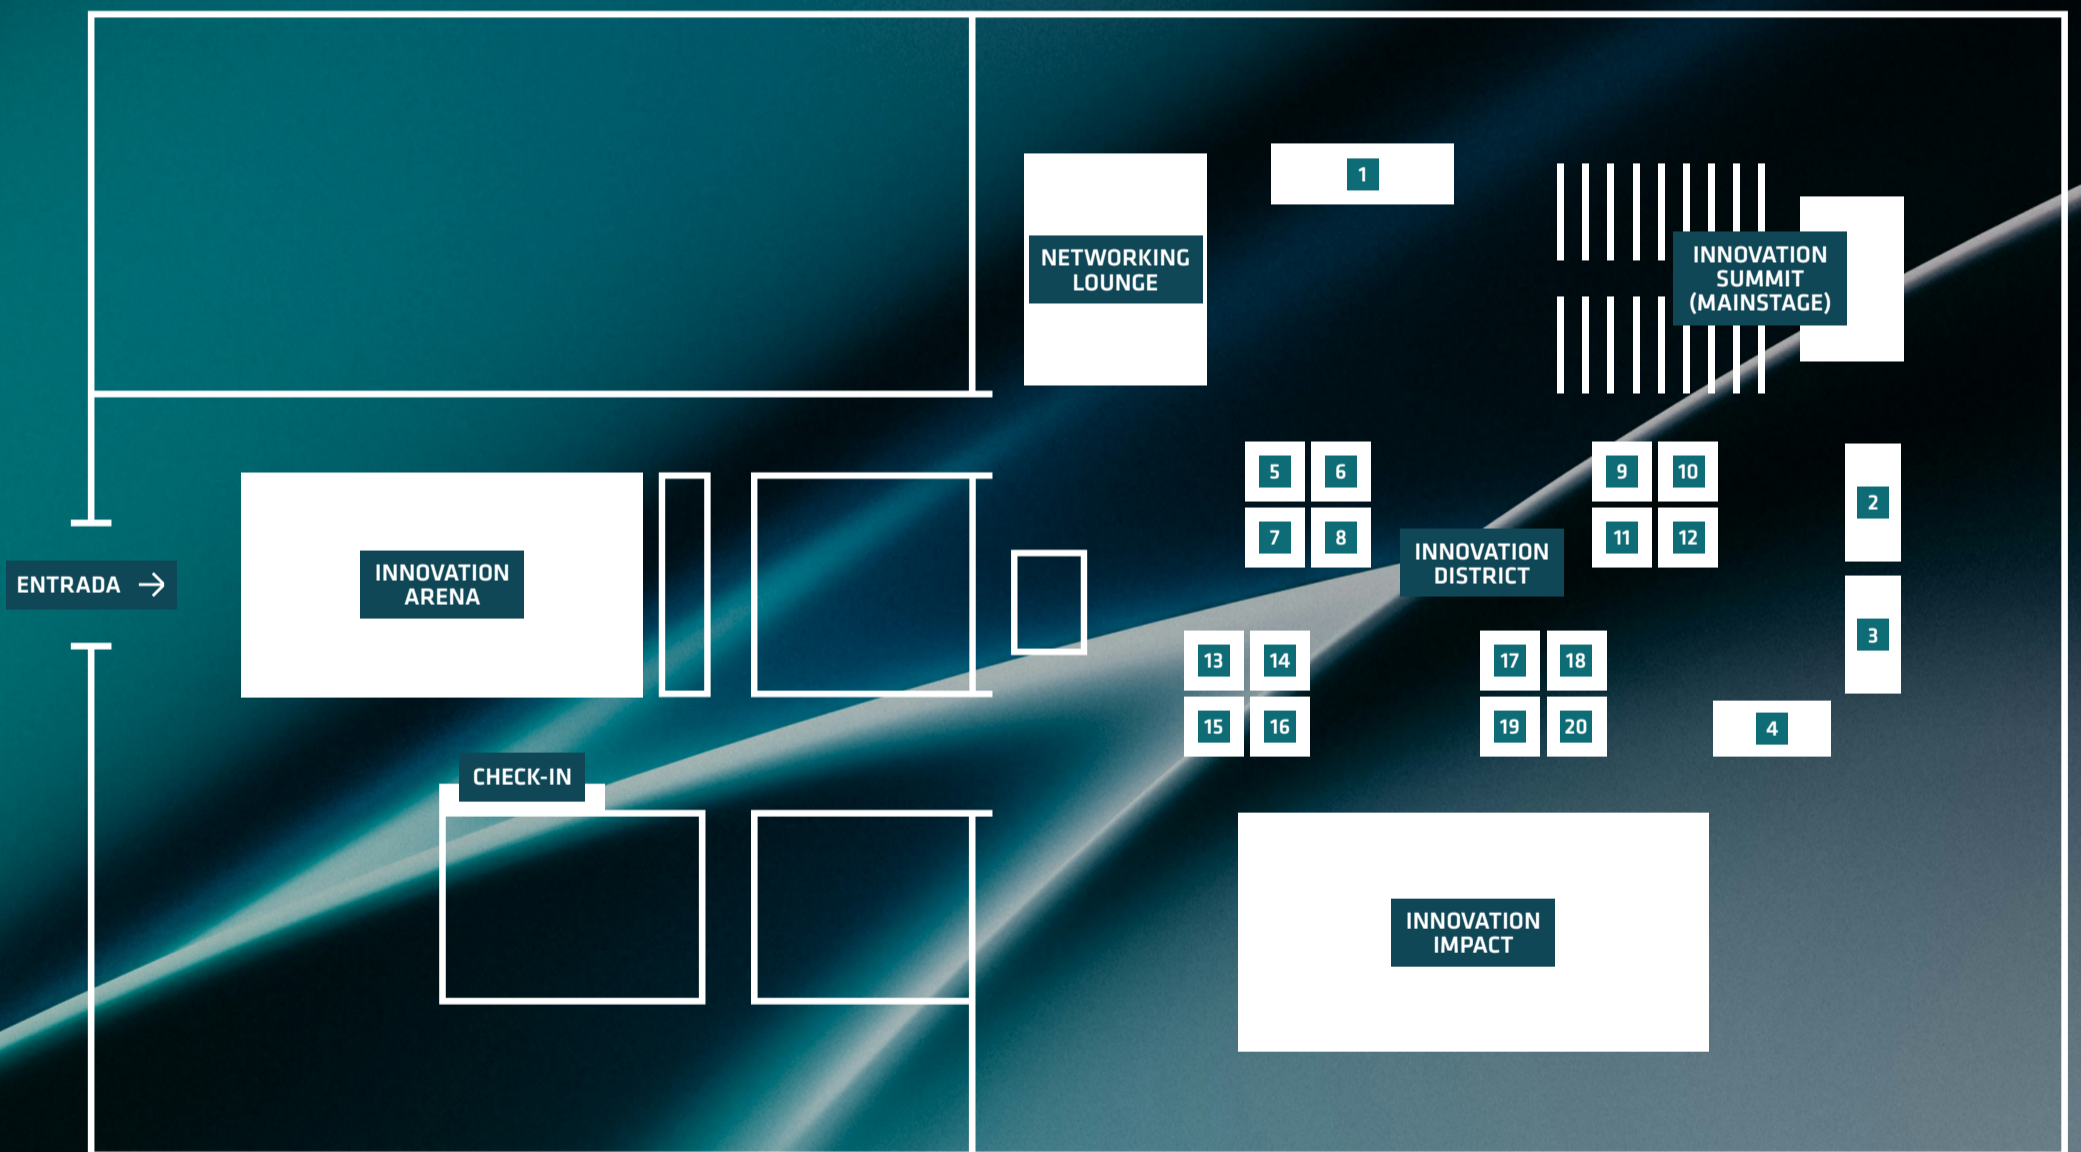 1
NETWORKING
LOUNGE
INNOVATION
SUMMIT
(MAINSTAGE)
5 6
7 8
9 10
11 12
2
3
4
INNOVATION
DISTRICT
ENTRADA →
INNOVATION
ARENA
13 14
15 16
17 18
19 20
CHECK-IN
INNOVATION
IMPACT